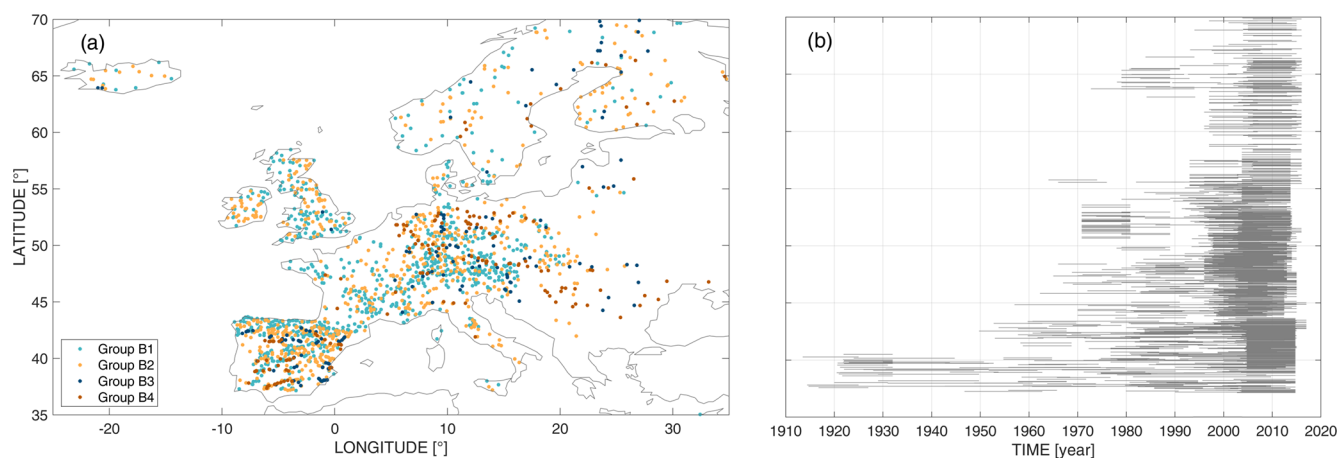 (a)
70
65
60
55
50
45
40
35
LATITUDE [°]
Group B1
Group B2
Group B3
Group B4
-20
-10
0
10
20
30
LONGITUDE [°]
(b)
1910
1920
1930
1940
1950
1960
1970
1980
1990
2000
2010
2020
TIME [year]